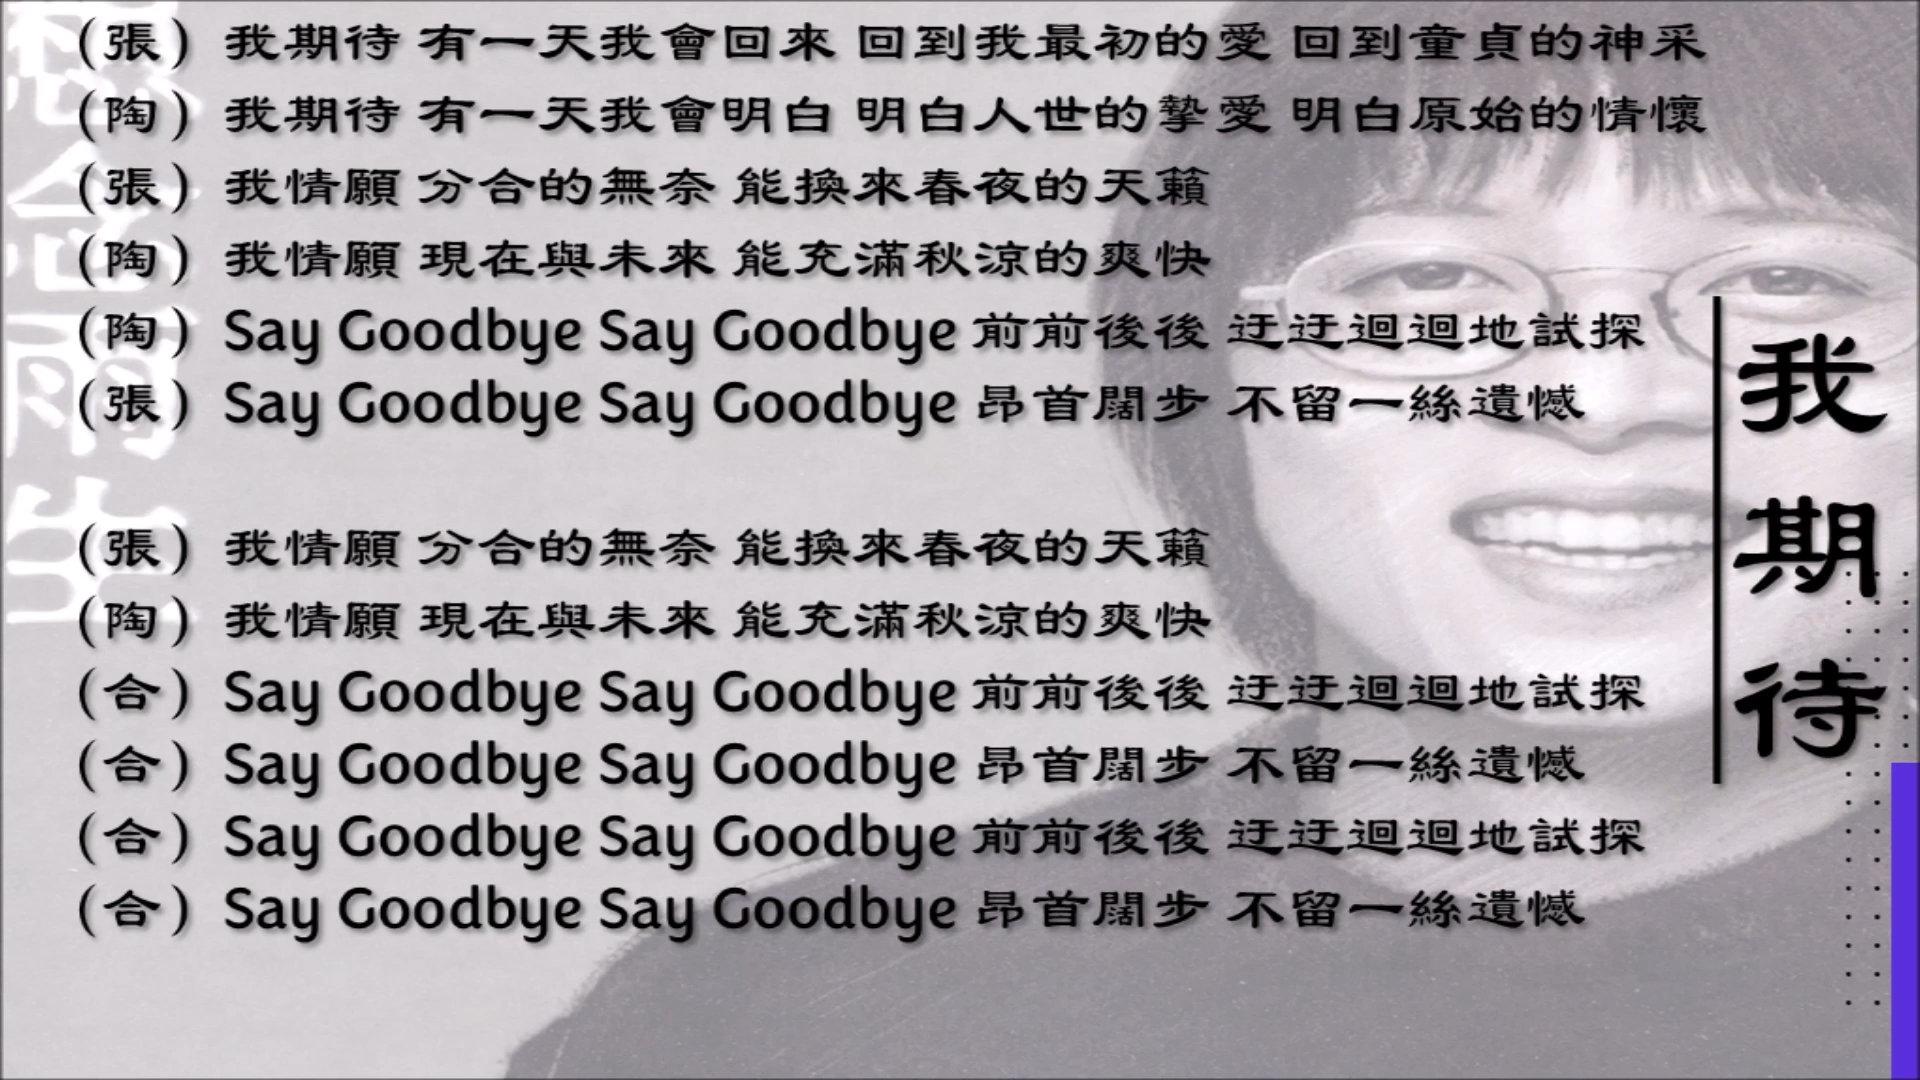 (張) 我期待 有一天我會回來 回到我最初的愛 回到童貞的神采
(陶) 我期待 有一天我會明白 明白人世的摯愛 明白原始的情懷
(張) 我情願 分合的無奈 能換來春夜的天籟
(陶) 我情願 現在與未來 能充滿秋涼的爽快
(陶) Say Goodbye Say Goodbye 前前後後 迂迂迴迴地試探
(張) Say Goodbye Say Goodbye 昂首闊步 不留一絲遺憾
(張) 我情願 分合的無奈 能換來春夜的天籟
(陶) 我情願 現在與未來 能充滿秋涼的爽快
(合) Say Goodbye Say Goodbye 前前後後 迂迂迴迴地試探
(合) Say Goodbye Say Goodbye 昂首闊步 不留一絲遺憾
(合) Say Goodbye Say Goodbye 前前後後 迂迂迴迴地試探
(合) Say Goodbye Say Goodbye 昂首闊步 不留一絲遺憾
我期待